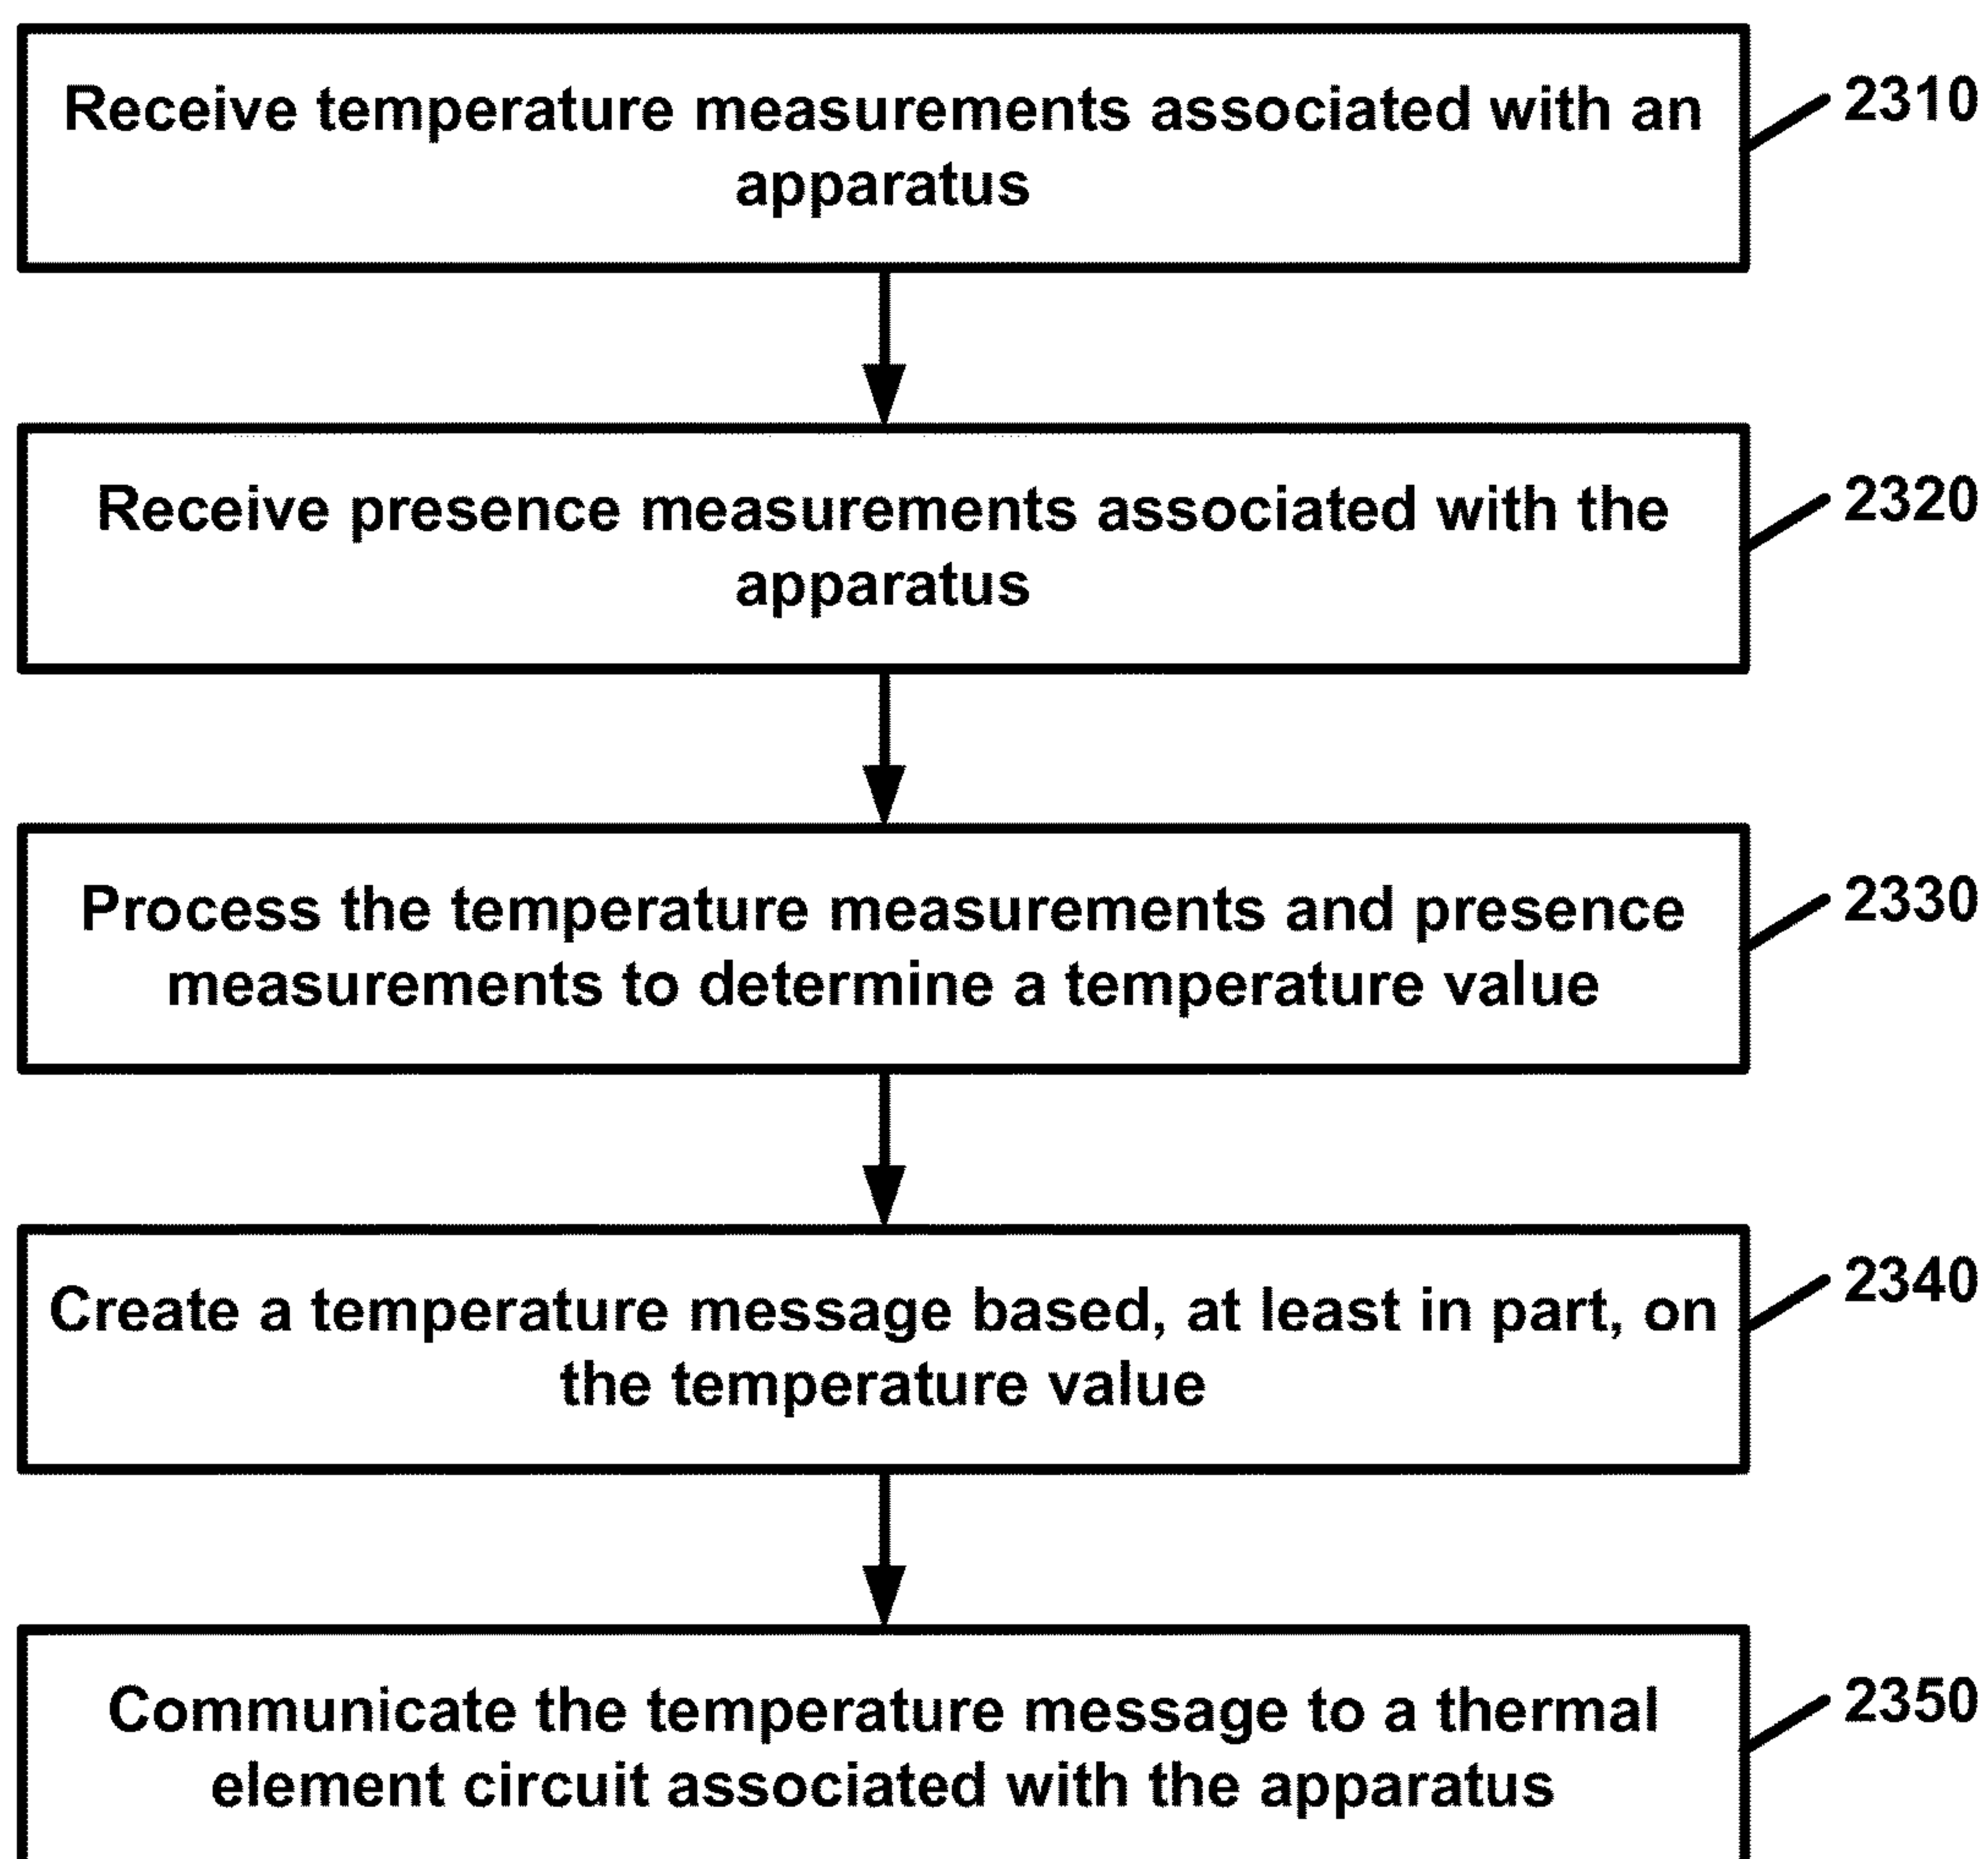 Receive temperature measurements associated with an
apparatus
2310
Receive presence measurements associated with the
apparatus
2320
Process the temperature measurements and presence
measurements to determine a temperature value
2330
Create a temperature message based, at least in part, on
the temperature value
2340
Communicate the temperature message to a thermal
element circuit associated with the apparatus
2350